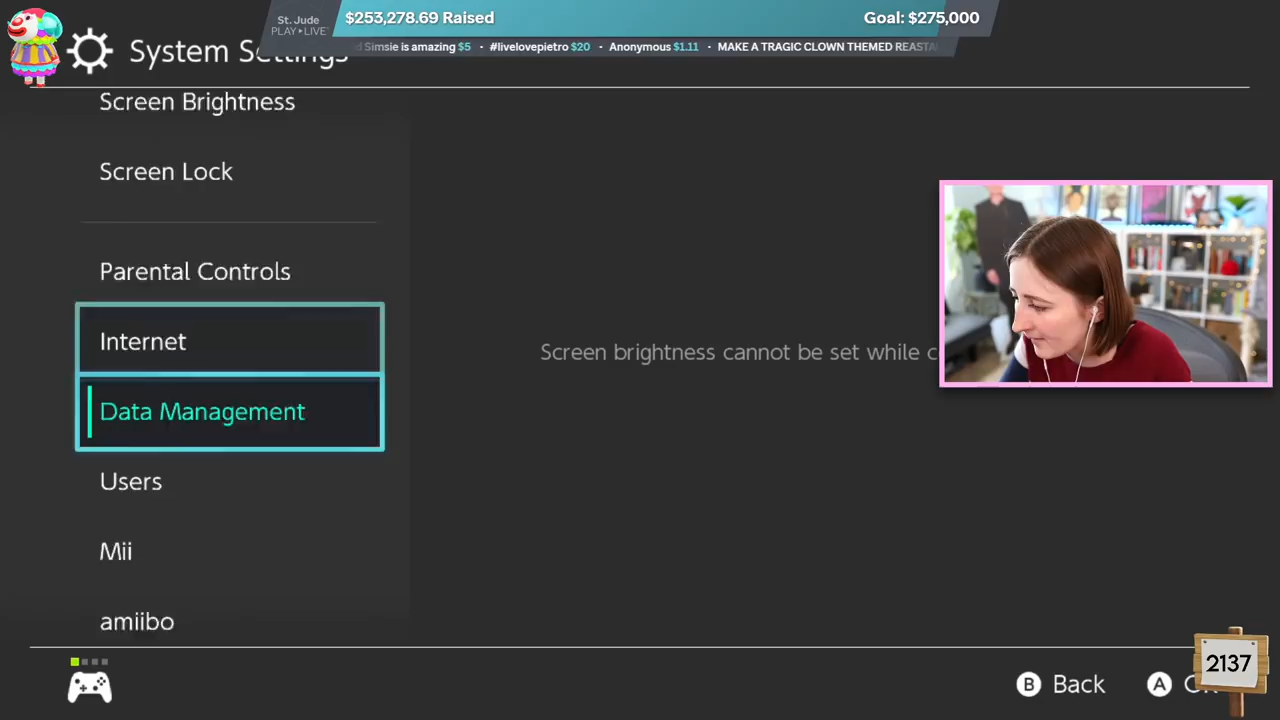 St. Jude
PLAY LIVE
$253,278.69 Raised
Goal: $275,000
d Simsie is amazing $5 · #livelovepietro $20 · Anonymous $1.11 · MAKE A TRAGIC CLOWN THEMED REASTA
System Settings
Screen Brightness
Screen Lock
Parental Controls
Internet
Data Management
Users
Mii
amiibo
Screen brightness cannot be set while c
B Back
A OK
2137